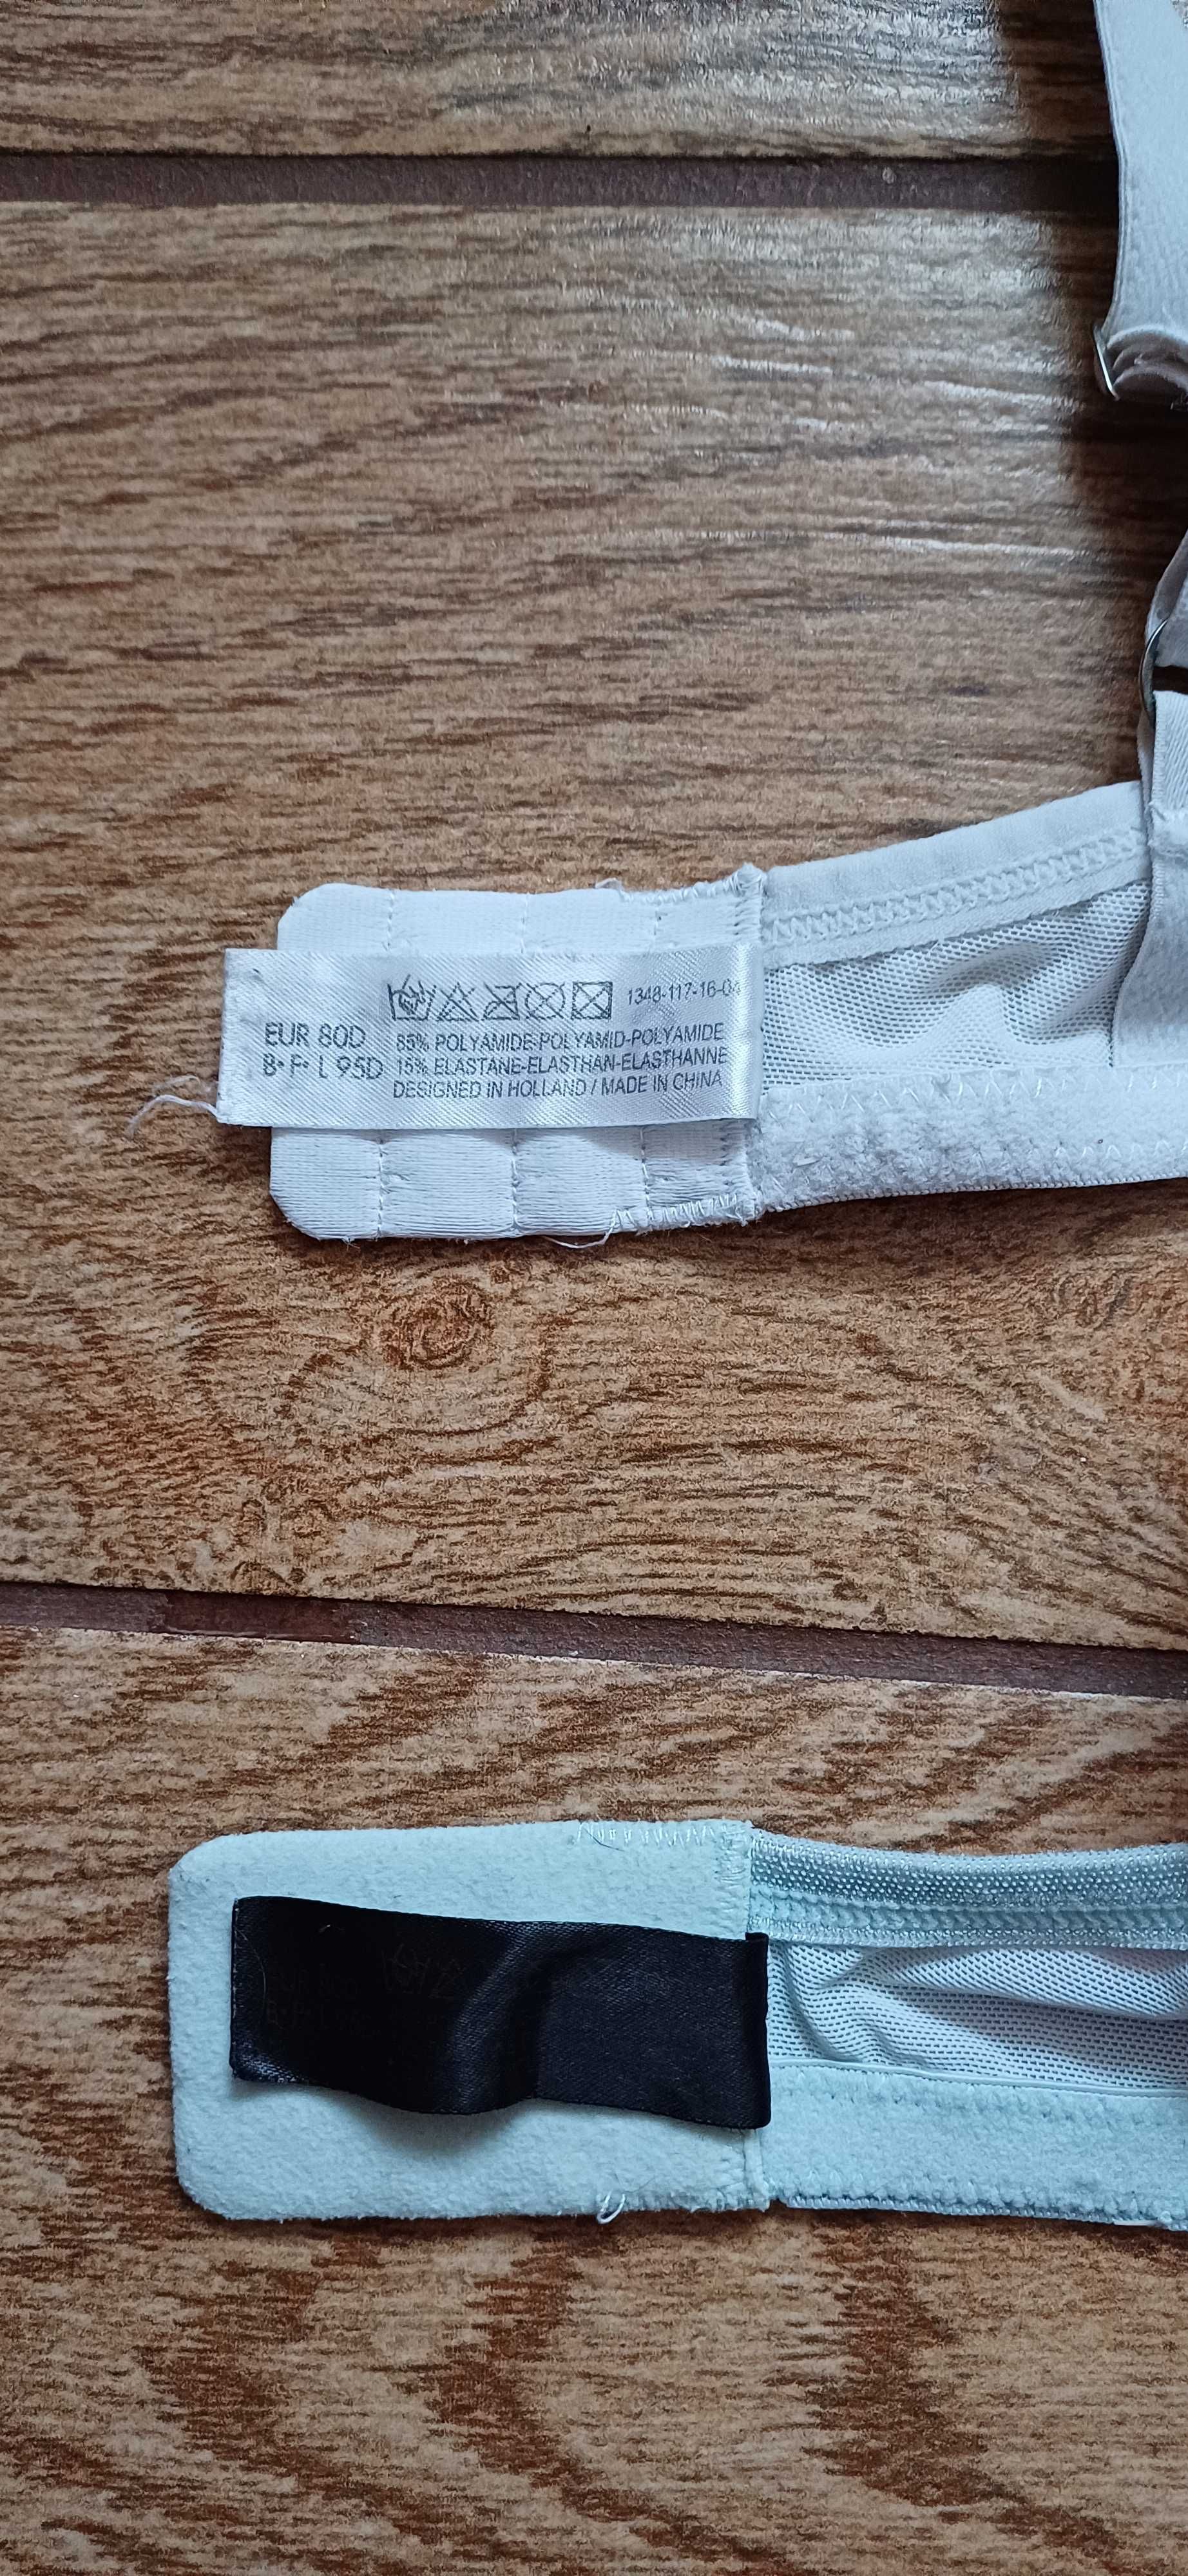 1348-117-16-04
EUR 80D
B·F·L 95D
85% POLYAMIDE-POLYAMID-POLYAMIDE
15% ELASTANE-ELASTHAN-ELASTHANNE
DESIGNED IN HOLLAND / MADE IN CHINA